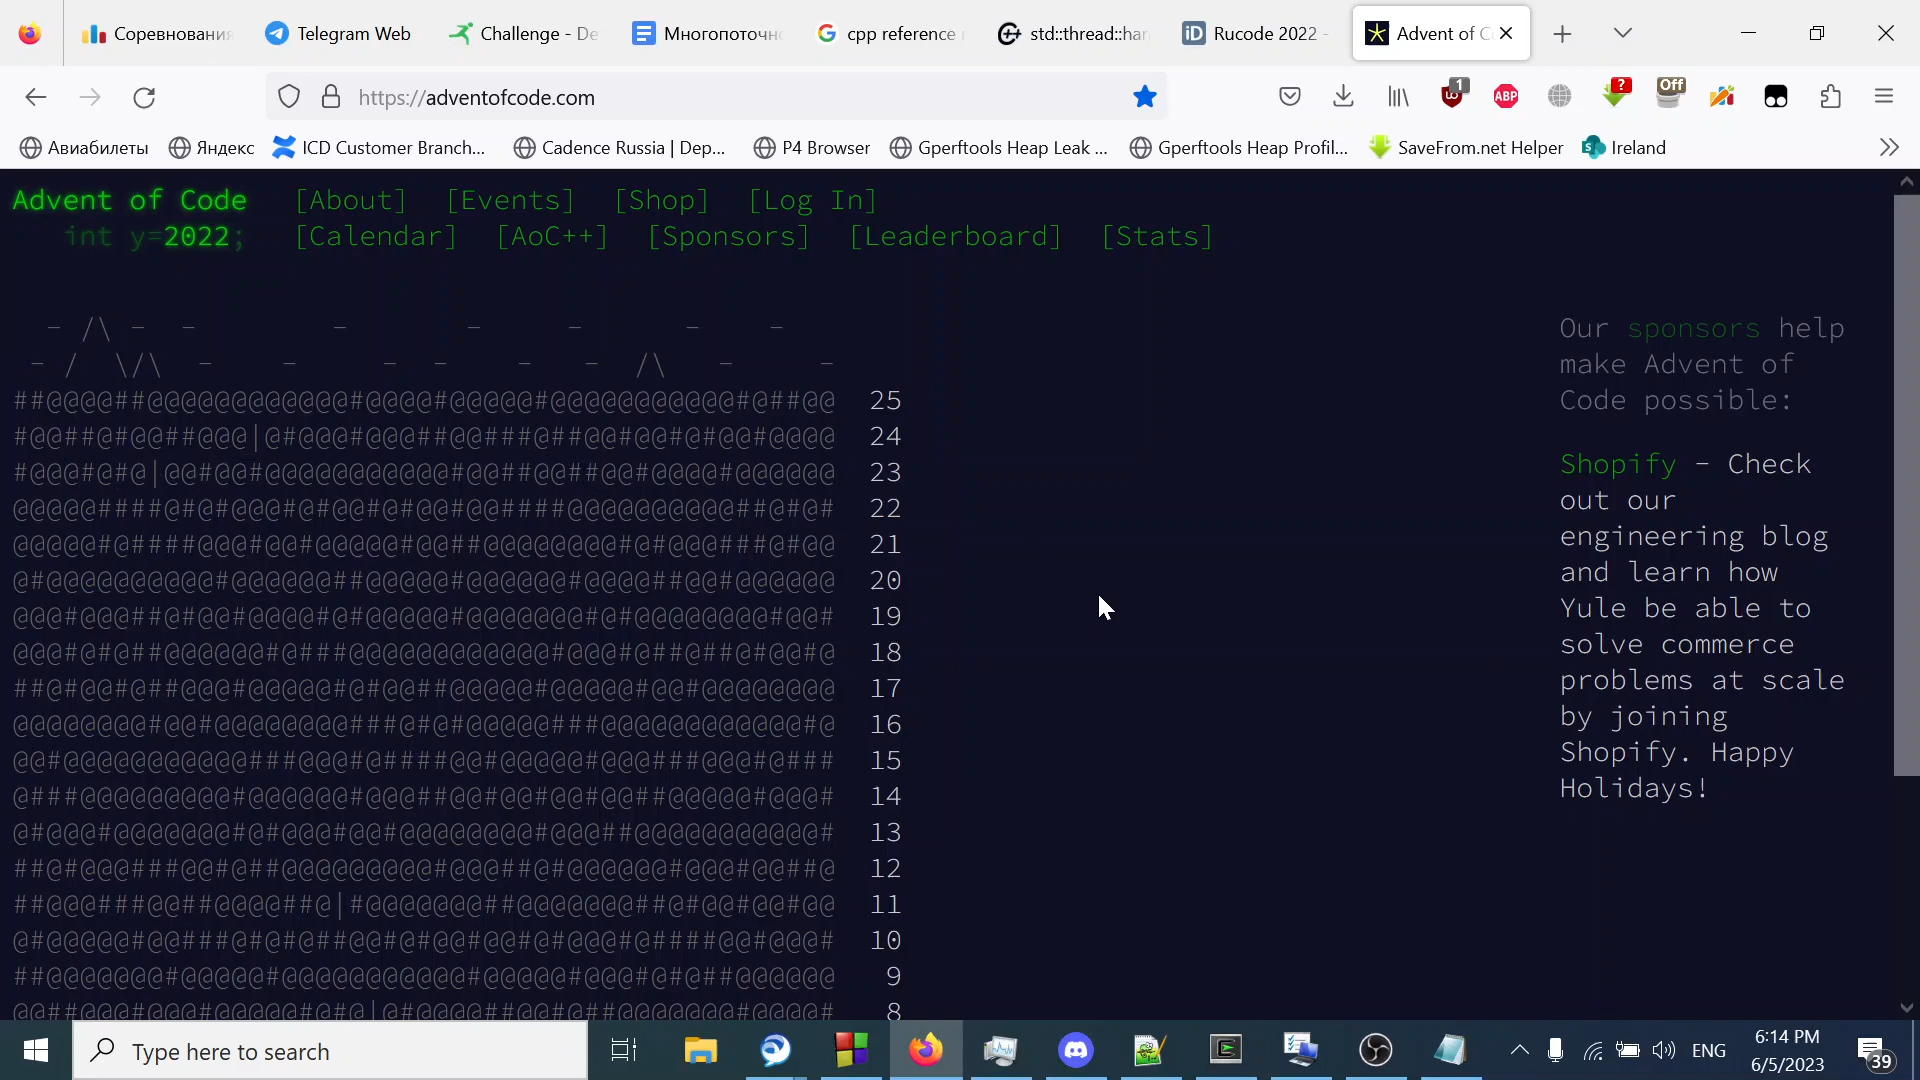 Соревнования
Telegram Web
Challenge - De
Многопоточн
cpp reference
std::thread::har
Rucode 2022 -
Advent of C
https://adventofcode.com
1
ABP
?
Off
Авиабилеты
Яндекс
ICD Customer Branch...
Cadence Russia | Dep...
P4 Browser
Gperftools Heap Leak ...
Gperftools Heap Profil...
SaveFrom.net Helper
Ireland
Advent of Code [About] [Events] [Shop] [Log In]
int y=2022; [Calendar] [AoC++] [Sponsors] [Leaderboard] [Stats]
25
24
23
22
21
20
19
18
17
16
15
14
13
12
11
10
9
8
Our sponsors help
make Advent of
Code possible:
Shopify - Check
out our
engineering blog
and learn how
Yule be able to
solve commerce
problems at scale
by joining
Shopify. Happy
Holidays!
Type here to search
ENG
6:14 PM
6/5/2023
39